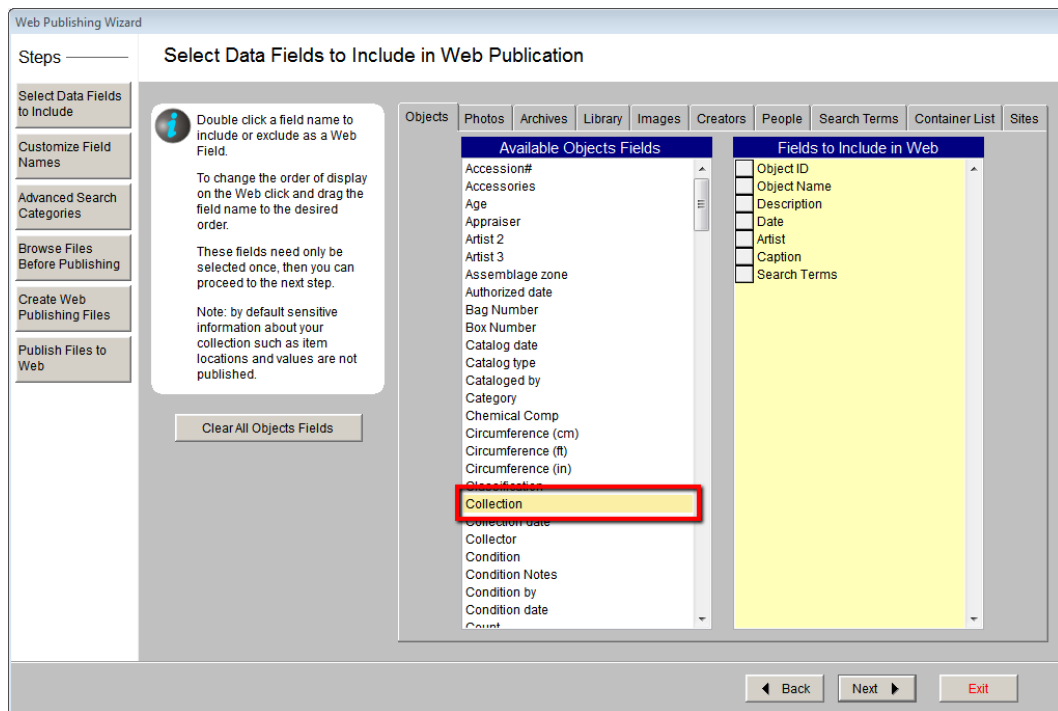 Web Publishing Wizard
Steps
Select Data Fields to Include in Web Publication
Select Data Fields
to Include
Customize Field
Names
Advanced Search
Categories
Browse Files
Before Publishing
Create Web
Publishing Files
Publish Files to
Web
Double click a field name to
include or exclude as a Web
Field.
To change the order of display
on the Web click and drag the
field name to the desired
order.
These fields need only be
selected once, then you can
proceed to the next step.
Note: by default sensitive
information about your
collection such as item
locations and values are not
published.
Clear All Objects Fields
Objects Photos Archives Library Images Creators People Search Terms Container List Sites
Available Objects Fields
Accession#
Accessories
Age
Appraiser
Artist 2
Artist 3
Assemblage zone
Authorized date
Bag Number
Box Number
Catalog date
Catalog type
Cataloged by
Category
Chemical Comp
Circumference (cm)
Circumference (ft)
Circumference (in)
Classification
Collection
Collection date
Collector
Condition
Condition Notes
Condition by
Condition date
Count
Fields to Include in Web
Object ID
Object Name
Description
Date
Artist
Caption
Search Terms
Back
Next
Exit